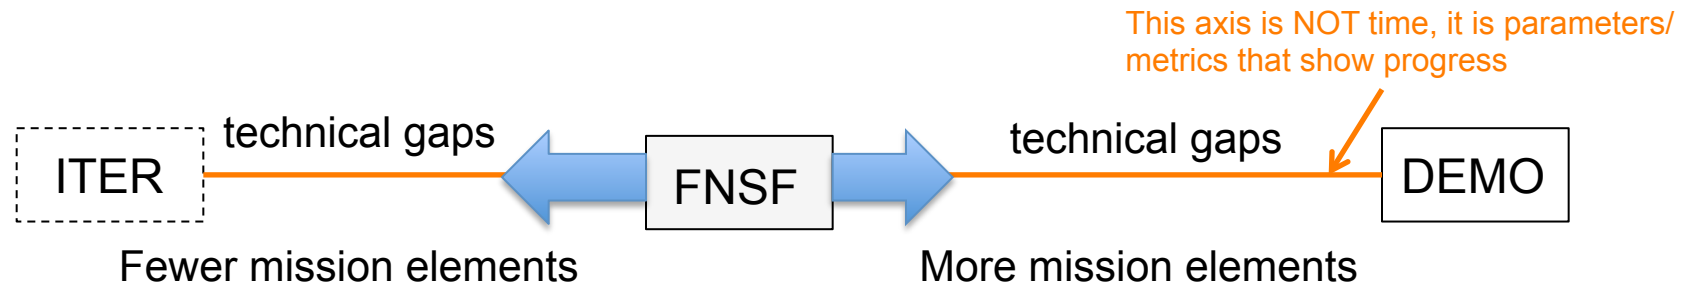 This axis is NOT time, it is parameters/
metrics that show progress
technical gaps
technical gaps
ITER
FNSF
DEMO
Fewer mission elements
More mission elements